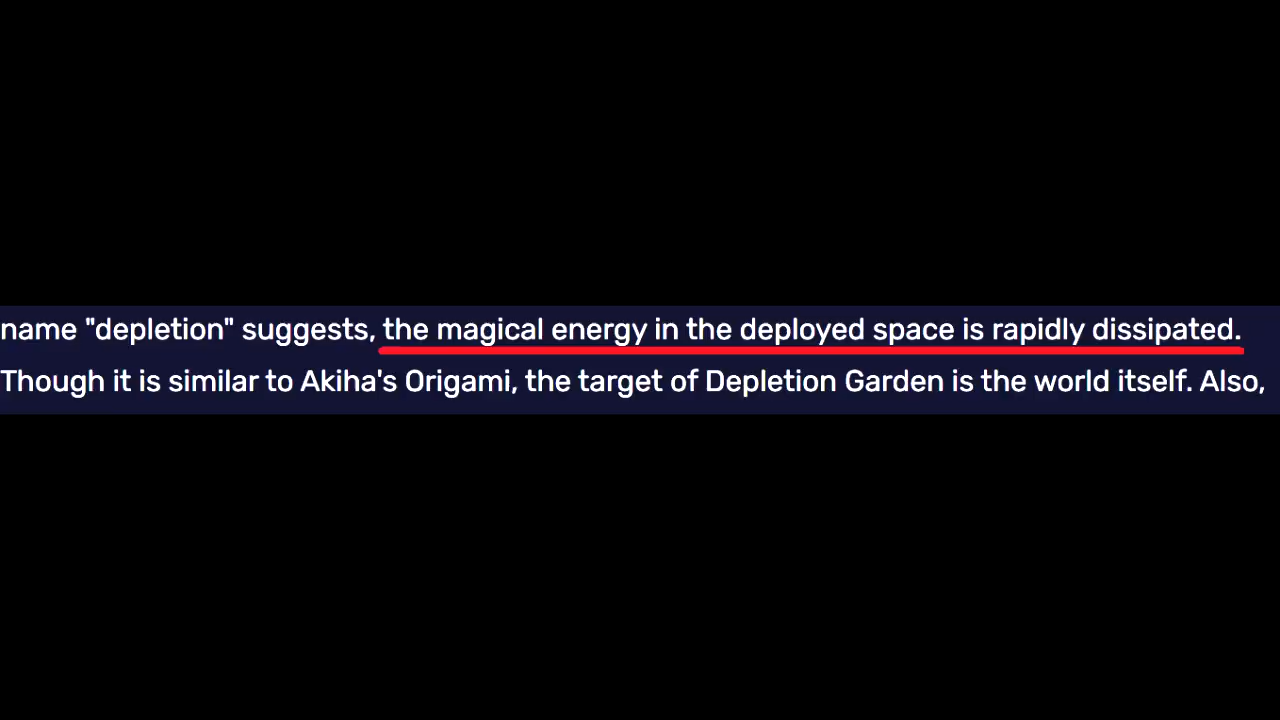 name "depletion" suggests, the magical energy in the deployed space is rapidly dissipated.
Though it is similar to Akiha's Origami, the target of Depletion Garden is the world itself. Also,